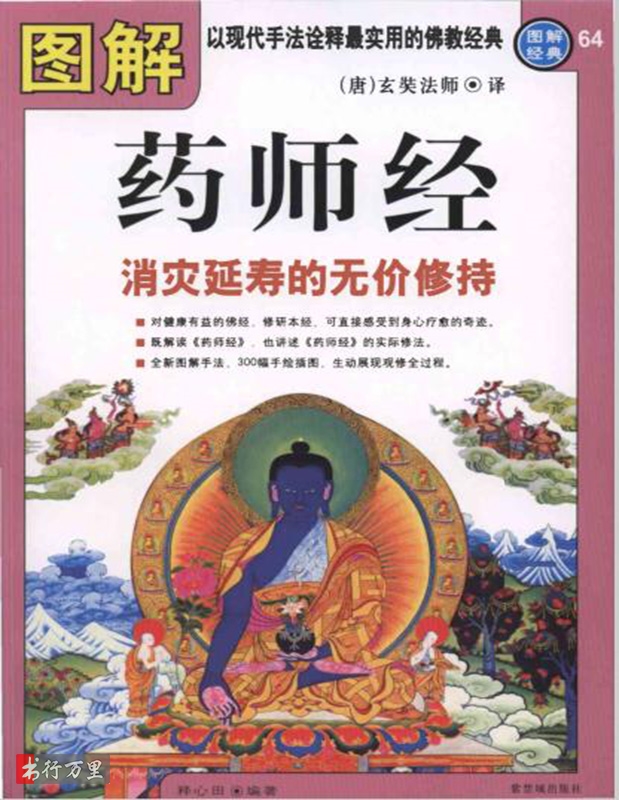 图解
以现代手法诠释最实用的佛教经典
图解
经典
64
(唐)玄奘法师⊙译
药师经
消灾延寿的无价修持
■ 对健康有益的佛经，修研本经，可直接感受到身心疗愈的奇迹。
■ 既解读《药师经》，也讲述《药师经》的实际修法。
■ 全新图解手法，300幅手绘插图，生动展现观修全过程。
书行万里
释心田⊙编著
紫禁城出版社